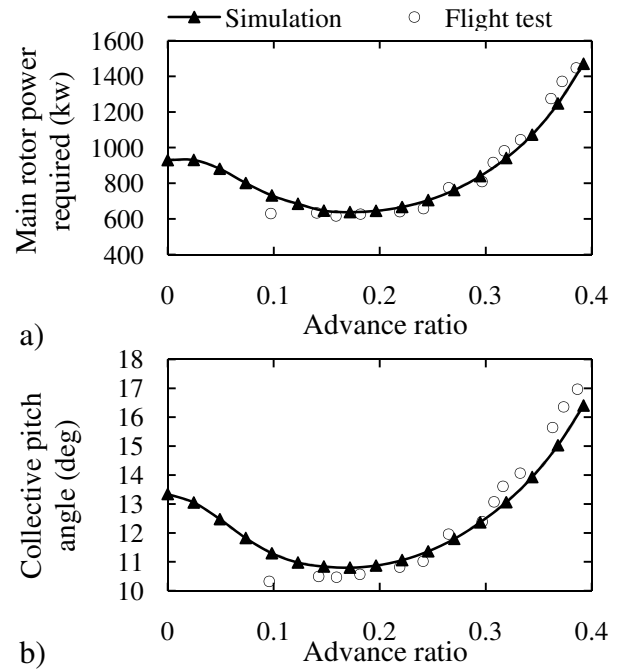 Simulation Flight test
1600
1400
1200
1000
800
600
400
Main rotor power
required (kw)
0 0.1 0.2 0.3 0.4
Advance ratio
a)
18
17
16
15
14
13
12
11
10
Collective pitch
angle (deg)
0 0.1 0.2 0.3 0.4
Advance ratio
b)